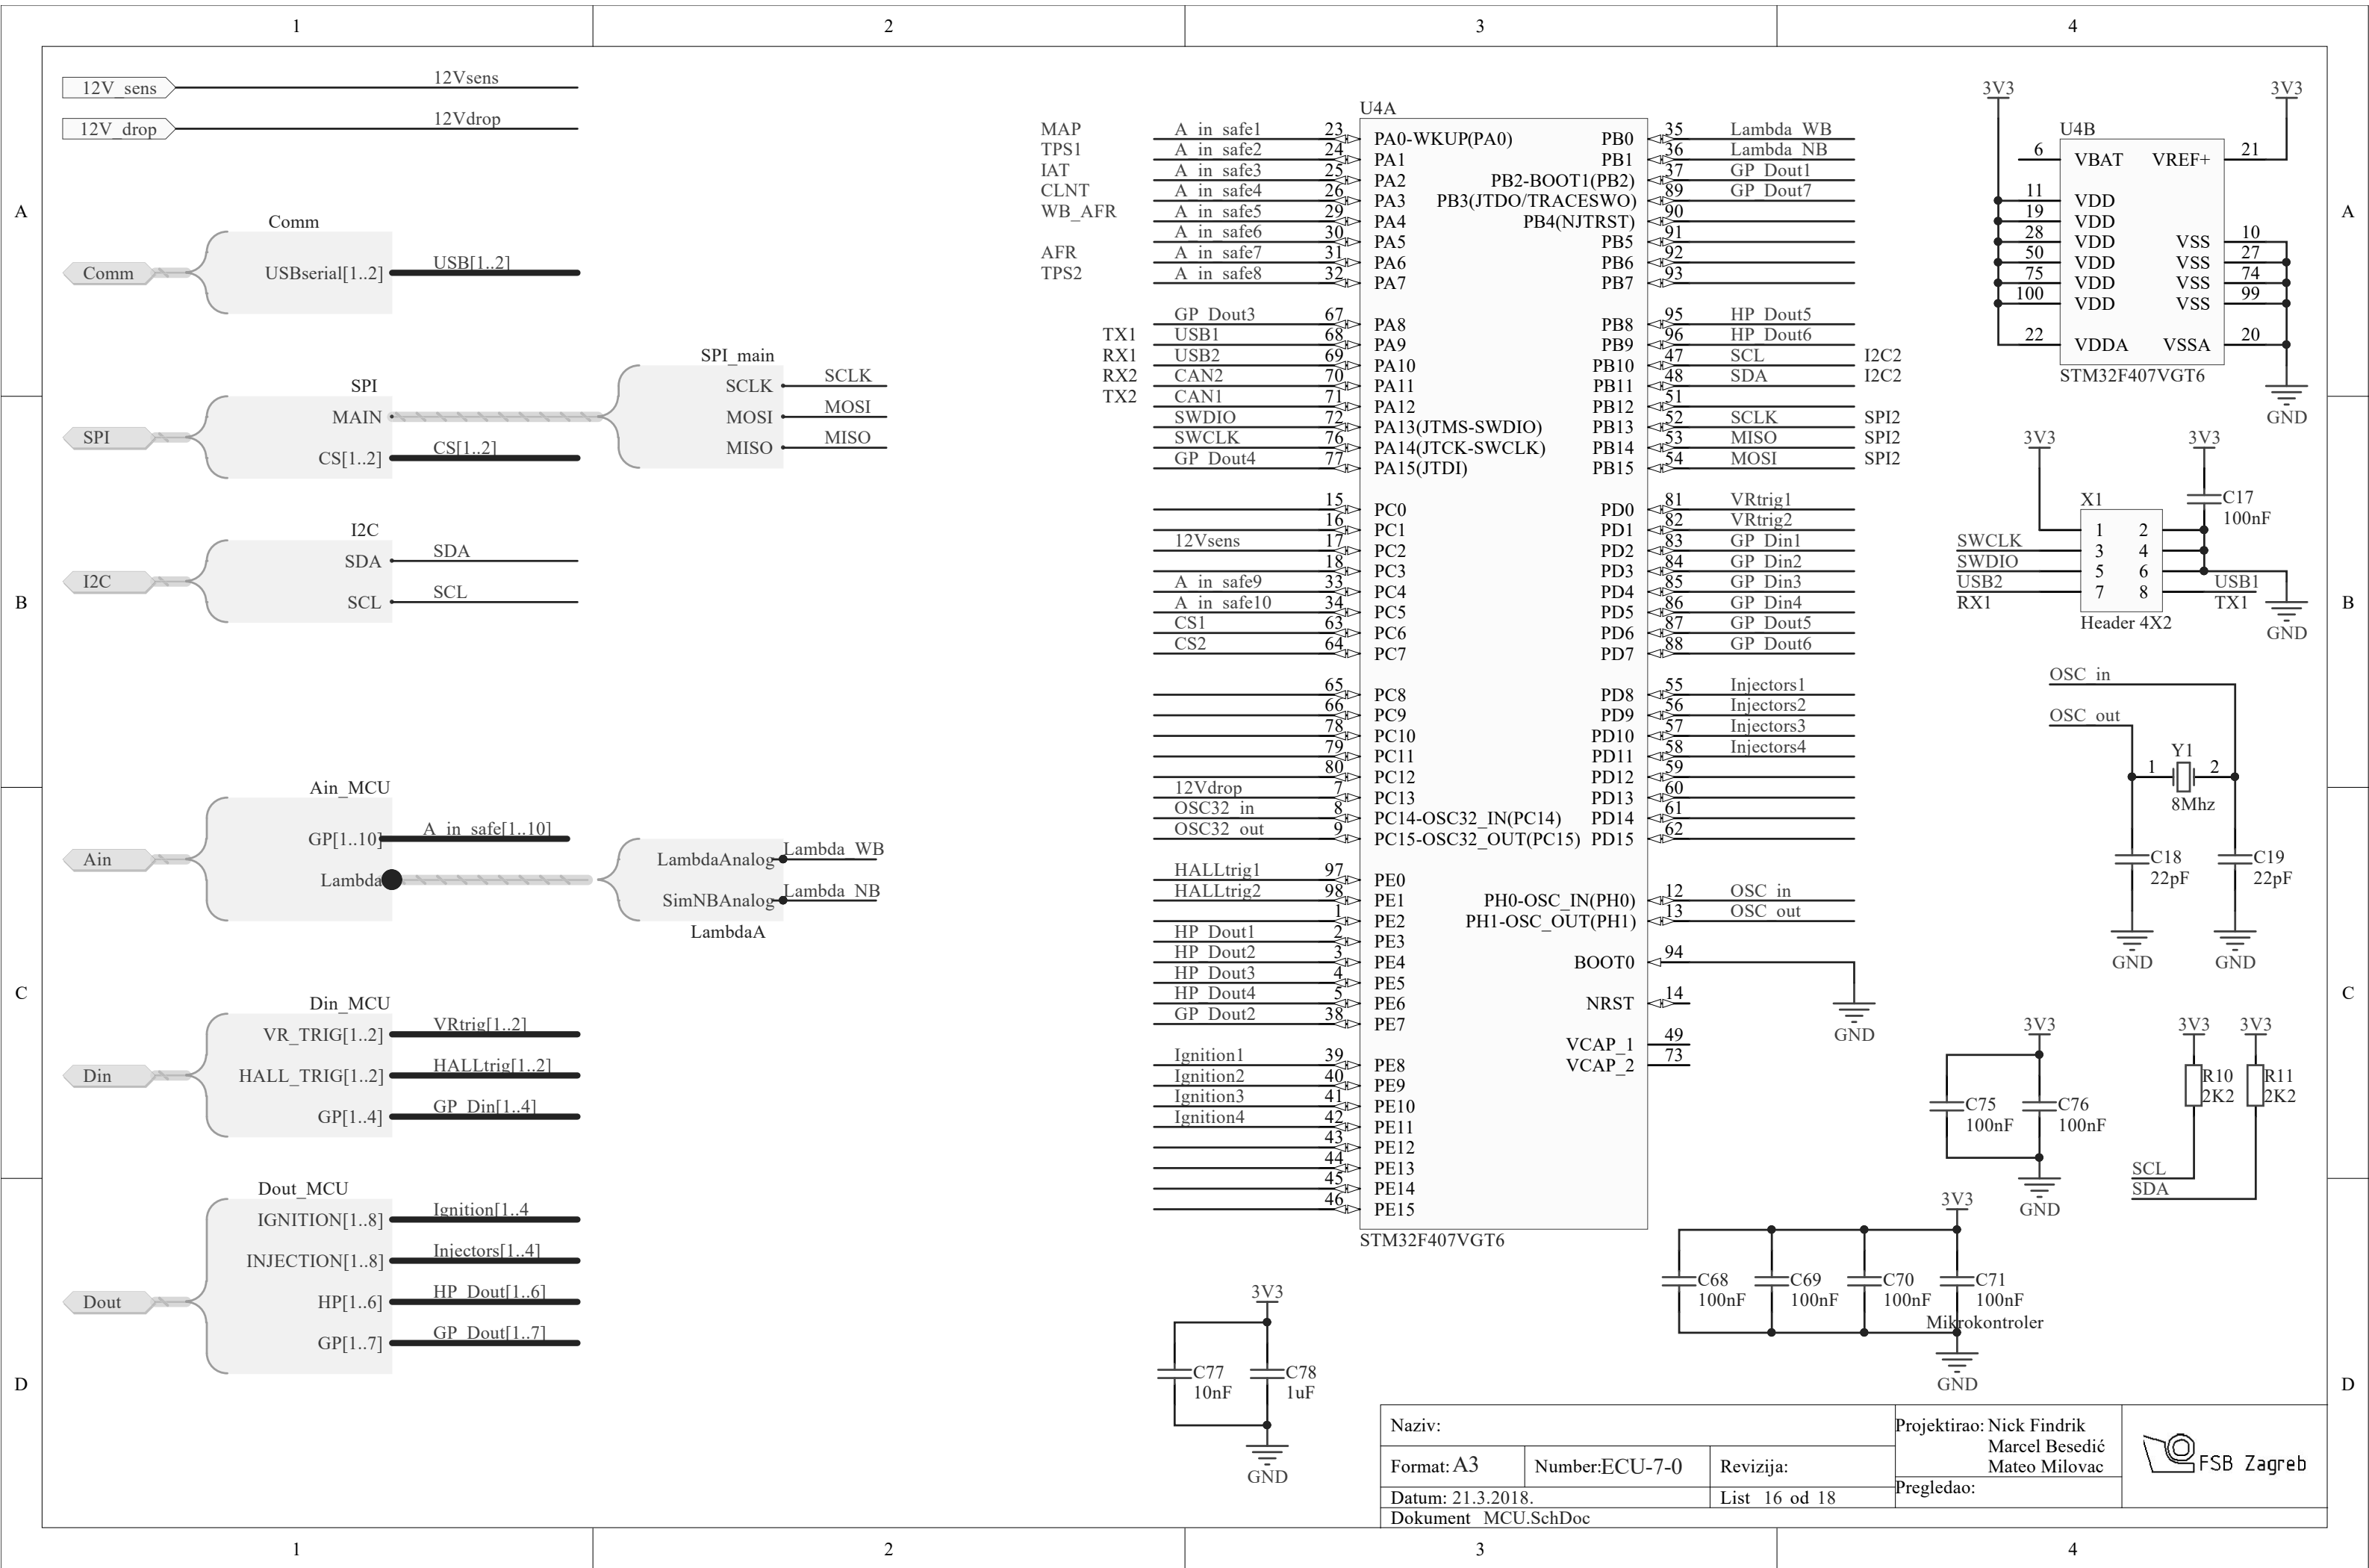 1 2 3 4
A A
B B
C C
D D
1 2 3 4
12V_sens 12Vsens
12V_drop 12Vdrop
Comm
Comm USBserial[1..2] USB[1..2]
SPI
SPI MAIN
CS[1..2] CS[1..2]
SPI_main
SCLK SCLK
MOSI MOSI
MISO MISO
I2C
I2C
SDA SDA
SCL SCL
Ain_MCU
Ain
GP[1..10] A_in_safe[1..10]
Lambda
LambdaAnalog Lambda_WB
SimNBAnalog Lambda_NB
LambdaA
Din_MCU
Din
VR_TRIG[1..2] VRtrig[1..2]
HALL_TRIG[1..2] HALLtrig[1..2]
GP[1..4] GP_Din[1..4]
Dout_MCU
Dout
IGNITION[1..8] Ignition[1..4
INJECTION[1..8] Injectors[1..4]
HP[1..6] HP_Dout[1..6]
GP[1..7] GP_Dout[1..7]
U4A
MAP A_in_safe1 23 PA0-WKUP(PA0)
TPS1 A_in_safe2 24 PA1
IAT A_in_safe3 25 PA2
CLNT A_in_safe4 26 PA3
WB_AFR A_in_safe5 29 PA4
A_in_safe6 30 PA5
AFR A_in_safe7 31 PA6
TPS2 A_in_safe8 32 PA7
GP_Dout3 67 PA8
TX1 USB1 68 PA9
RX1 USB2 69 PA10
RX2 CAN2 70 PA11
TX2 CAN1 71 PA12
SWDIO 72 PA13(JTMS-SWDIO)
SWCLK 76 PA14(JTCK-SWCLK)
GP_Dout4 77 PA15(JTDI)
15 PC0
16 PC1
12Vsens 17 PC2
18 PC3
A_in_safe9 33 PC4
A_in_safe10 34 PC5
CS1 63 PC6
CS2 64 PC7
65 PC8
66 PC9
78 PC10
79 PC11
80 PC12
12Vdrop 7 PC13
OSC32_in 8 PC14-OSC32_IN(PC14)
OSC32_out 9 PC15-OSC32_OUT(PC15)
HALLtrig1 97 PE0
HALLtrig2 98 PE1
1 PE2
HP_Dout1 2 PE3
HP_Dout2 3 PE4
HP_Dout3 4 PE5
HP_Dout4 5 PE6
GP_Dout2 38 PE7
Ignition1 39 PE8
Ignition2 40 PE9
Ignition3 41 PE10
Ignition4 42 PE11
43 PE12
44 PE13
45 PE14
46 PE15
PB0 35 Lambda_WB
PB1 36 Lambda_NB
PB2-BOOT1(PB2) 37 GP_Dout1
PB3(JTDO/TRACESWO) 89 GP_Dout7
PB4(NJTRST) 90
PB5 91
PB6 92
PB7 93
PB8 95 HP_Dout5
PB9 96 HP_Dout6
PB10 47 SCL I2C2
PB11 48 SDA I2C2
PB12 51
PB13 52 SCLK SPI2
PB14 53 MISO SPI2
PB15 54 MOSI SPI2
PD0 81 VRtrig1
PD1 82 VRtrig2
PD2 83 GP_Din1
PD3 84 GP_Din2
PD4 85 GP_Din3
PD5 86 GP_Din4
PD6 87 GP_Dout5
PD7 88 GP_Dout6
PD8 55 Injectors1
PD9 56 Injectors2
PD10 57 Injectors3
PD11 58 Injectors4
PD12 59
PD13 60
PD14 61
PD15 62
PH0-OSC_IN(PH0) 12 OSC_in
PH1-OSC_OUT(PH1) 13 OSC_out
BOOT0 94
GND
NRST 14
VCAP_1 49
VCAP_2 73
STM32F407VGT6
3V3 3V3
U4B
6 VBAT VREF+ 21
11 VDD
19 VDD
28 VDD VSS 10
50 VDD VSS 27
75 VDD VSS 74
100 VDD VSS 99
22 VDDA VSSA 20
STM32F407VGT6
GND
3V3 3V3
X1 C17
100nF
1 2
SWCLK 3 4
SWDIO 5 6
USB2 7 8 USB1
RX1 TX1
Header 4X2
GND
OSC_in
OSC_out
Y1
1 2
8Mhz
C18 C19
22pF 22pF
GND GND
3V3
C75 C76
100nF 100nF
GND
3V3 3V3
R10 R11
2K2 2K2
SCL
SDA
3V3
C68 C69 C70 C71
100nF 100nF 100nF 100nF
Mikrokontroler
GND
3V3
C77 C78
10nF 1uF
GND
Naziv:
Format: A3 Number:ECU-7-0 Revizija:
Datum: 21.3.2018. List 16 od 18
Dokument MCU.SchDoc
Projektirao: Nick Findrik
Marcel Besedić
Mateo Milovac
Pregledao:
FSB Zagreb